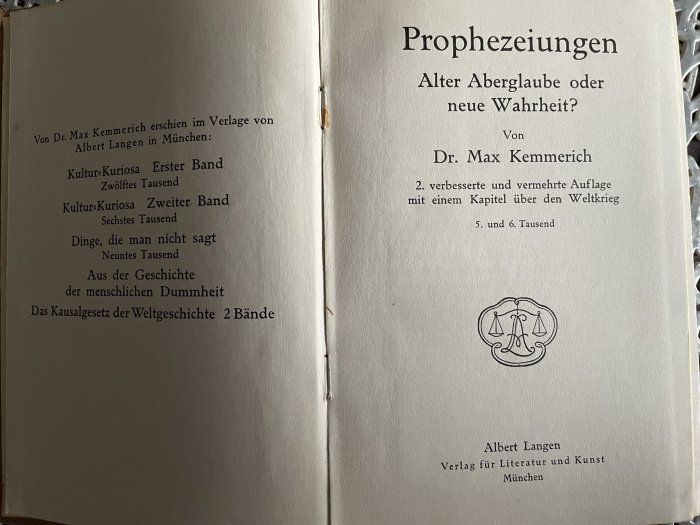 Von Dr. Max Kemmerich erschien im Verlage von
Albert Langen in München:
Kultur-Kuriosa Erster Band
Zwölftes Tausend
Kultur-Kuriosa Zweiter Band
Sechstes Tausend
Dinge, die man nicht sagt
Neuntes Tausend
Aus der Geschichte
der menschlichen Dummheit
Das Kausalgesetz der Weltgeschichte 2 Bände
Prophezeiungen
Alter Aberglaube oder
neue Wahrheit?
Von
Dr. Max Kemmerich
2. verbesserte und vermehrte Auflage
mit einem Kapitel über den Weltkrieg
5. und 6. Tausend
Albert Langen
Verlag für Literatur und Kunst
München